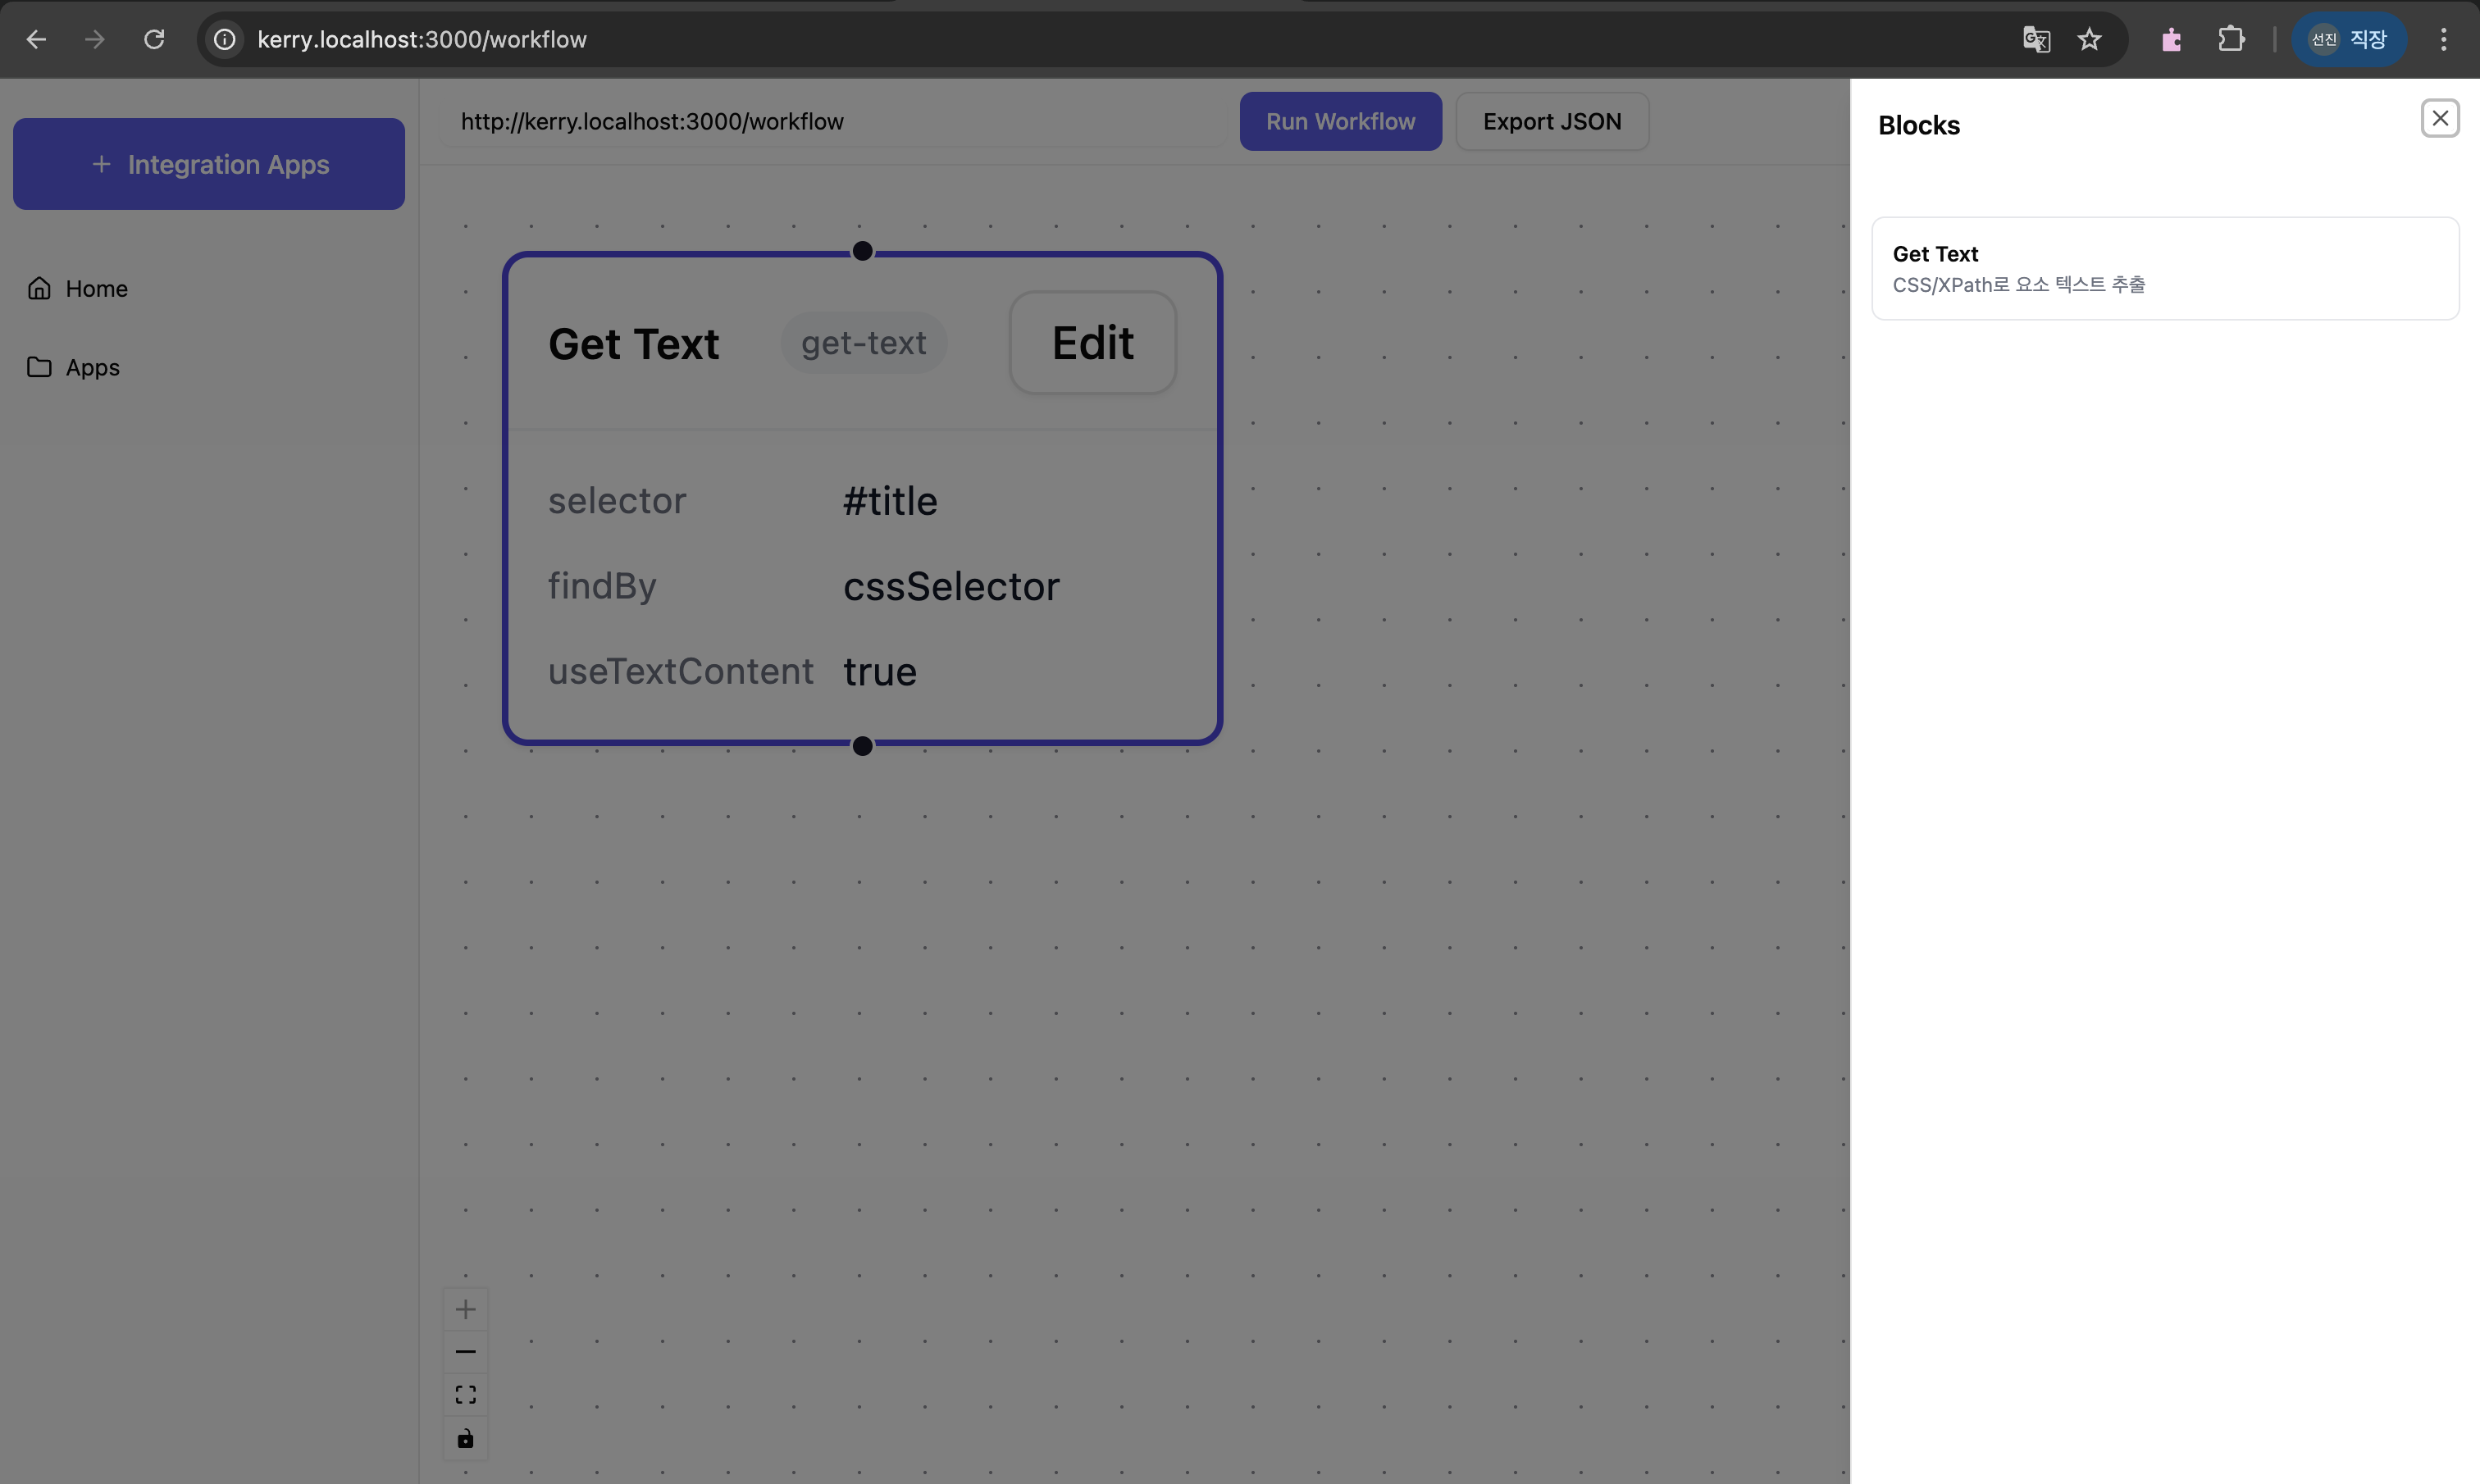 kerry.localhost:3000/workflow
선진 직장
Integration Apps
Home
Apps
http://kerry.localhost:3000/workflow
Run Workflow
Export JSON
Get Text
get-text
Edit
selector
#title
findBy
cssSelector
useTextContent
true
Blocks
Get Text
CSS/XPath로 요소 텍스트 추출